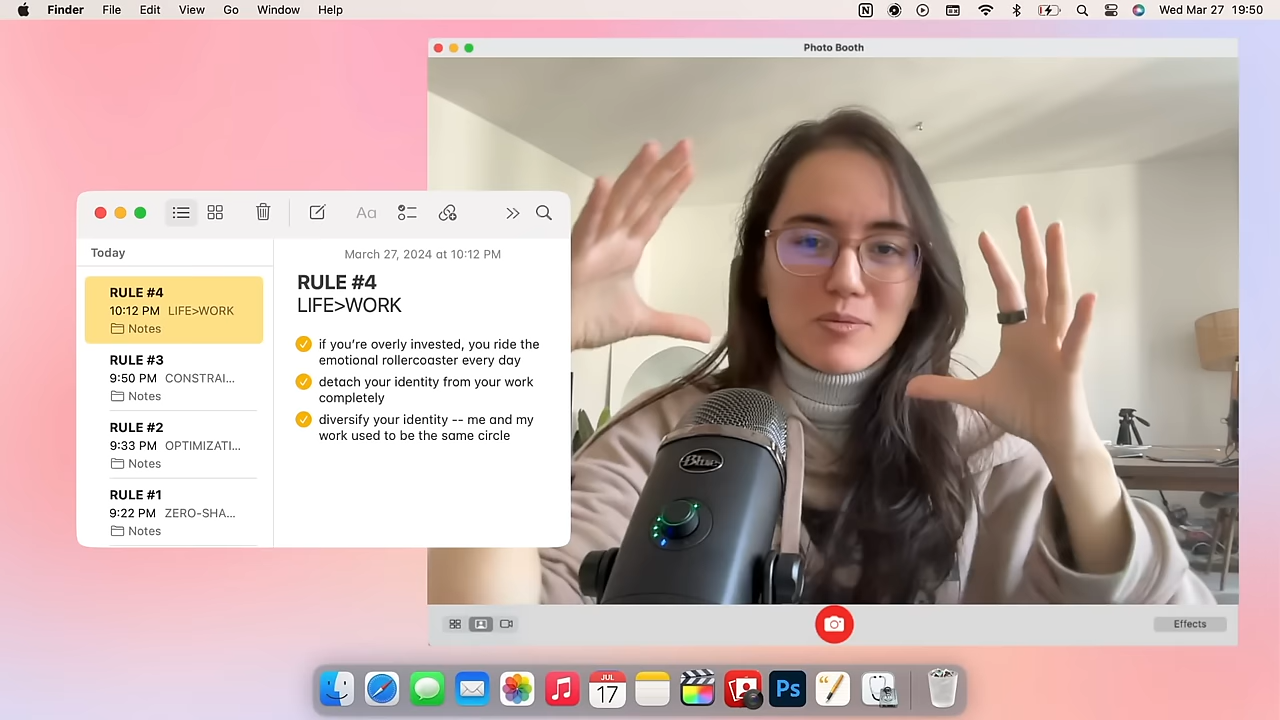 Finder File Edit View Go Window Help Wed Mar 27 19:50
Photo Booth
Aa
Today
RULE #4
10:12 PM LIFE>WORK
Notes
RULE #3
9:50 PM CONSTRAI...
Notes
RULE #2
9:33 PM OPTIMIZATI...
Notes
RULE #1
9:22 PM ZERO-SHA...
Notes
March 27, 2024 at 10:12 PM
RULE #4
LIFE>WORK
if you're overly invested, you ride the
emotional rollercoaster every day
detach your identity from your work
completely
diversify your identity -- me and my
work used to be the same circle
Blue
Effects
JUL
17
Ps